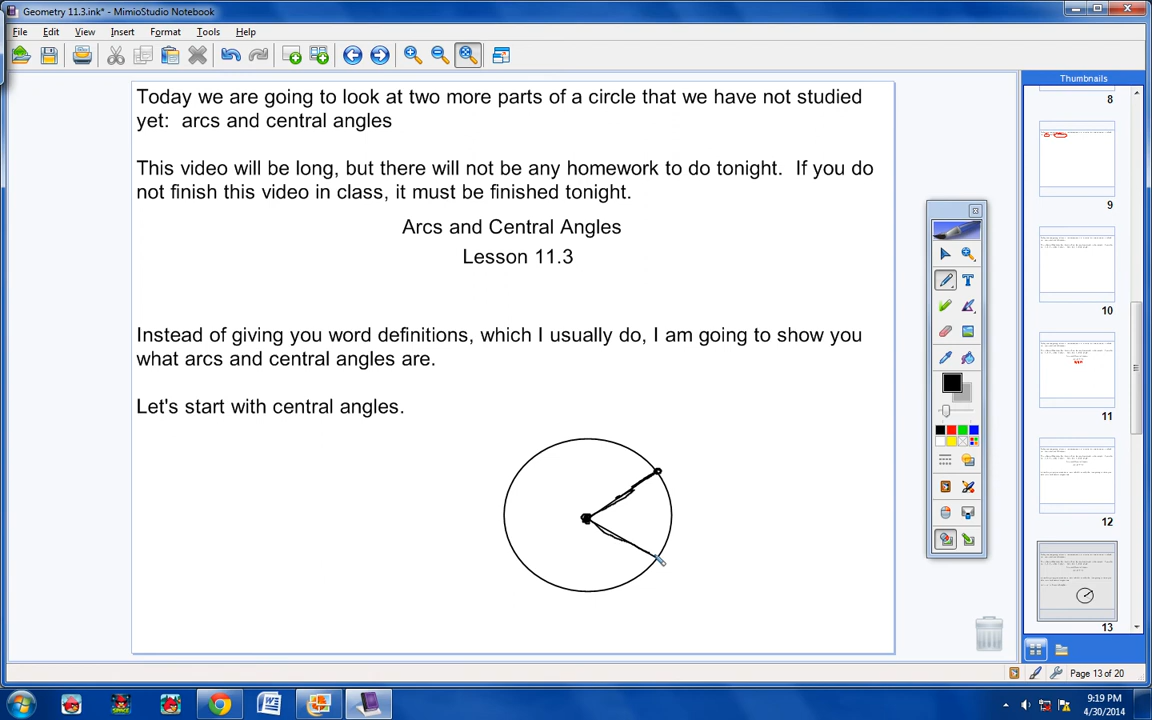 Geometry 11.3.ink* - MimioStudio Notebook
File Edit View Insert Format Tools Help
Thumbnails
Today we are going to look at two more parts of a circle that we have not studied
yet: arcs and central angles
This video will be long, but there will not be any homework to do tonight. If you do
not finish this video in class, it must be finished tonight.
Arcs and Central Angles
Lesson 11.3
Instead of giving you word definitions, which I usually do, I am going to show you
what arcs and central angles are.
Let's start with central angles.
8
9
10
11
12
13
Page 13 of 20
9:19 PM
4/30/2014